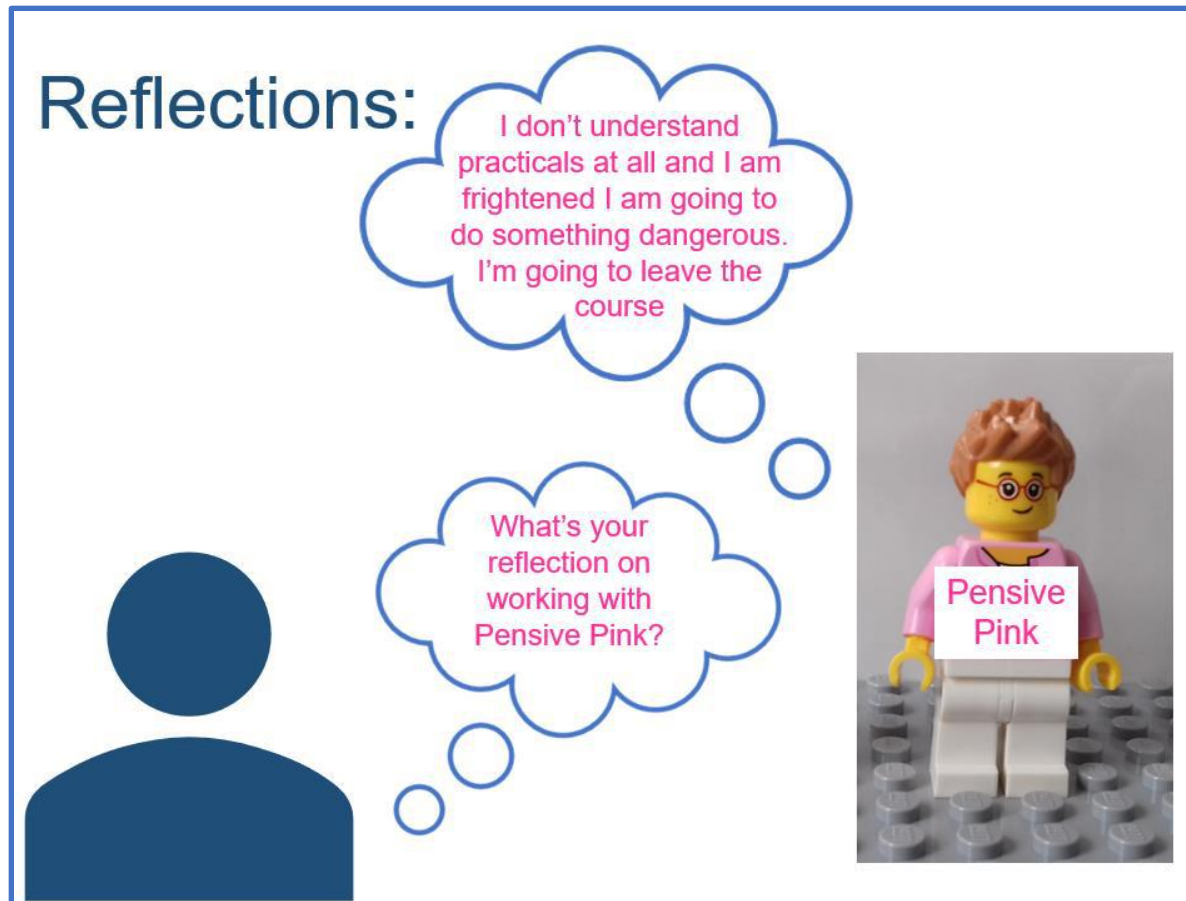 Reflections:
I don’t understand
practicals at all and I am
frightened I am going to
do something dangerous.
I’m going to leave the
course
What’s your
reflection on
working with
Pensive Pink?
Pensive
Pink